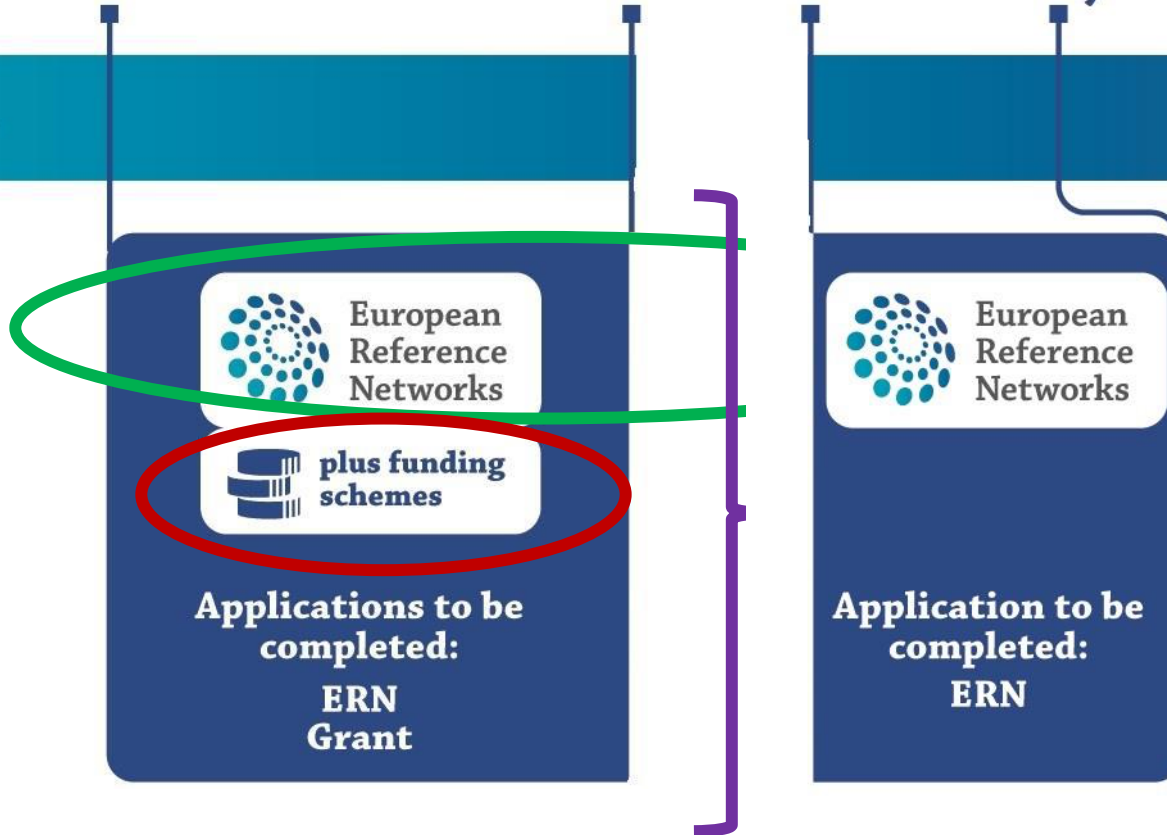 European
Reference
Networks
plus funding
schemes
Applications to be
completed:
ERN
Grant
European
Reference
Networks
Application to be
completed:
ERN